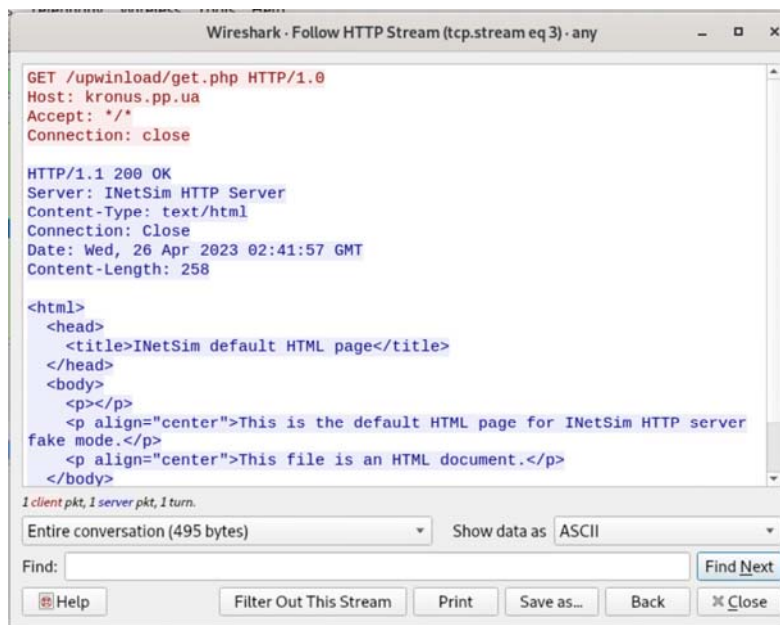 Wireshark · Follow HTTP Stream (tcp.stream eq 3) · any
GET /upwinload/get.php HTTP/1.0
Host: kronus.pp.ua
Accept: */*
Connection: close
HTTP/1.1 200 OK
Server: INetSim HTTP Server
Content-Type: text/html
Connection: Close
Date: Wed, 26 Apr 2023 02:41:57 GMT
Content-Length: 258
<html>
<head>
<title>INetSim default HTML page</title>
</head>
<body>
<p></p>
<p align="center">This is the default HTML page for INetSim HTTP server
fake mode.</p>
<p align="center">This file is an HTML document.</p>
</body>
1 client pkt, 1 server pkt, 1 turn.
Entire conversation (495 bytes) Show data as ASCII
Find: Find Next
Help Filter Out This Stream Print Save as... Back Close